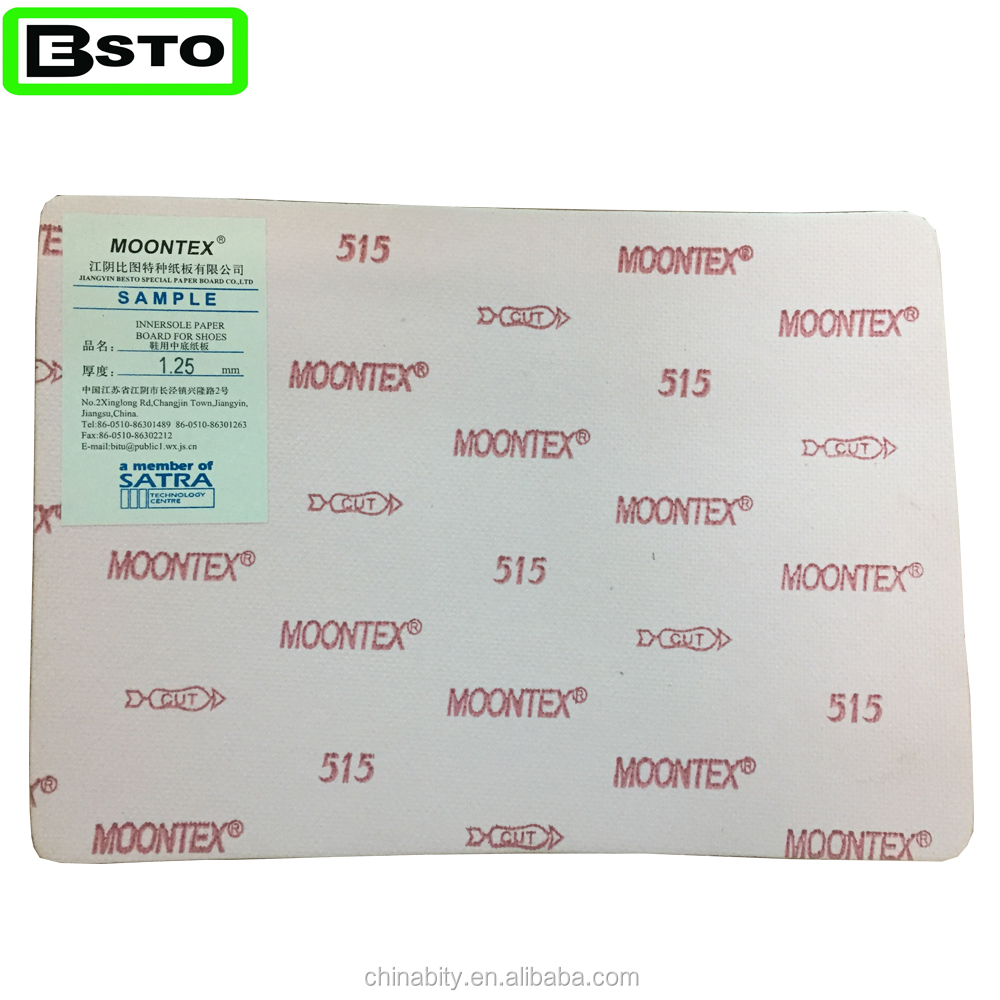 BESTO
MOONTEX®
江阴比图特种纸板有限公司
JIANGYIN BESTO SPECIAL PAPER BOARD CO.,LTD
SAMPLE
INNERSOLE PAPER
BOARD FOR SHOES
品名: 鞋用中底纸板
厚度: 1.25 mm
中国江苏省江阴市长泾镇兴隆路2号
No.2Xinglong Rd,Changjin Town,Jiangyin,
Jiangsu,China.
Tel:86-0510-86301489 86-0510-86301263
Fax:86-0510-86302212
E-mail:bitu@public1.wx.js.cn
a member of
SATRA
TECHNOLOGY
CENTRE
515
MOONTEX®
CUT
MOONTEX®
MOONTEX®
515
MOONTEX®
CUT
CUT
MOONTEX®
MOONTEX®
515
MOONTEX®
MOONTEX®
CUT
CUT
MOONTEX®
515
515
MOONTEX®
MOONTEX®
CUT
MOONTEX®
chinabity.en.alibaba.com